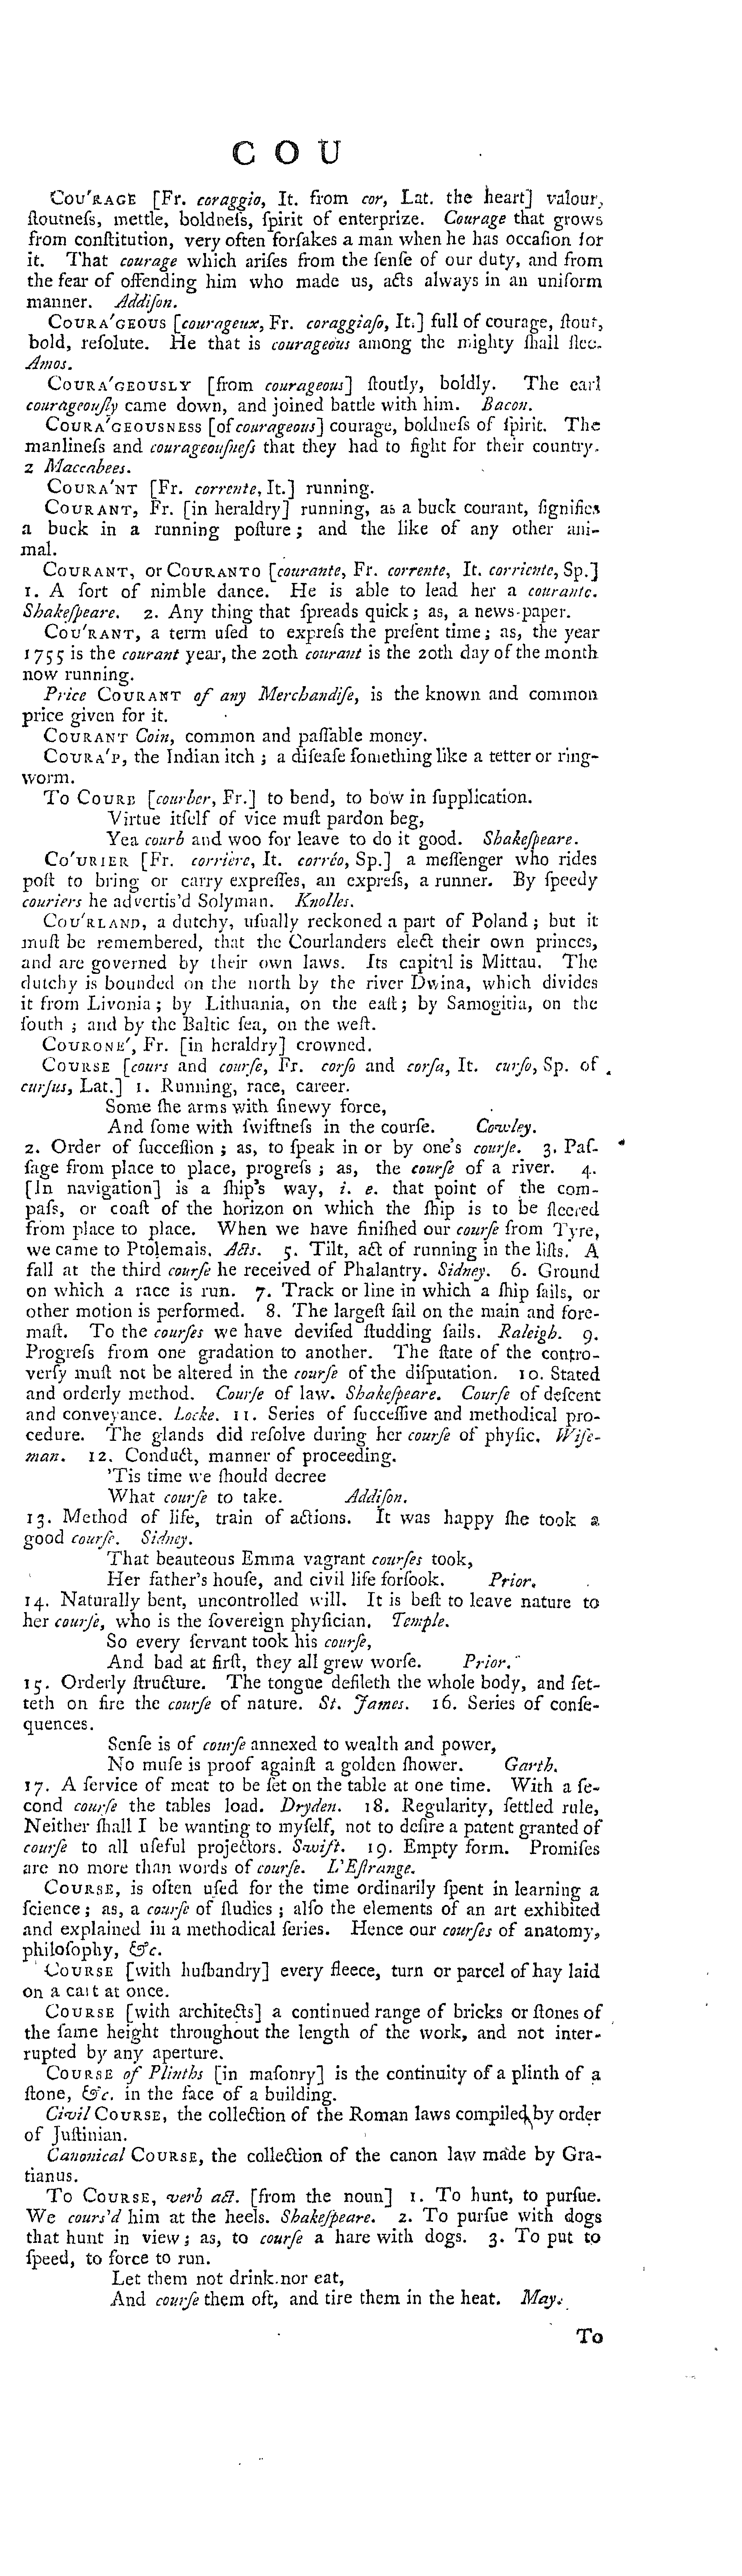 C O U
COU'RAGE [Fr. coraggio, It. from cor, Lat. the heart] valour,
ſtoutneſs, mettle, boldneſs, ſpirit of enterprize. Courage that grows
from conſtitution, very often forſakes a man when he has occaſion for
it. That courage which ariſes from the ſenſe of our duty, and from
the fear of offending him who made us, acts always in an uniform
manner. Addiſon.
COURA'GEOUS [courageux, Fr. coraggiaſo, It.] full of courage, ſtout,
bold, reſolute. He that is courageous among the mighty ſhall flee.
Amos.
COURA'GEOUSLY [from courageous] ſtoutly, boldly. The earl
courageouſly came down, and joined battle with him. Bacon.
COURA'GEOUSNESS [of courageous] courage, boldneſs of ſpirit. The
manlineſs and courageouſneſs that they had to fight for their country.
2 Maccabees.
COURA'NT [Fr. corrente, It.] running.
COURANT, Fr. [in heraldry] running, as a buck courant, ſignifies
a buck in a running poſture; and the like of any other ani-
mal.
COURANT, or COURANTO [courante, Fr. corrente, It. corriente, Sp.]
1. A ſort of nimble dance. He is able to lead her a courante.
Shakeſpeare. 2. Any thing that ſpreads quick; as, a news-paper.
COU'RANT, a term uſed to expreſs the preſent time; as, the year
1755 is the courant year, the 20th courant is the 20th day of the month
now running.
Price COURANT of any Merchandiſe, is the known and common
price given for it.
COURANT Coin, common and paſſable money.
COURA'P, the Indian itch; a diſeaſe ſomething like a tetter or ring-
worm.
To COURE [courber, Fr.] to bend, to bow in ſupplication.
Virtue itſelf of vice muſt pardon beg,
Yea courb and woo for leave to do it good. Shakeſpeare.
CO'URIER [Fr. corriere, It. corréo, Sp.] a meſſenger who rides
poſt to bring or carry expreſſes, an expreſs, a runner. By ſpeedy
couriers he advertis'd Solyman. Knolles.
COU'RLAND, a dutchy, uſually reckoned a part of Poland; but it
muſt be remembered, that the Courlanders elect their own princes,
and are governed by their own laws. Its capital is Mittau. The
dutchy is bounded on the north by the river Dwina, which divides
it from Livonia; by Lithuania, on the eaſt; by Samogitia, on the
ſouth; and by the Baltic ſea, on the weſt.
COURONE', Fr. [in heraldry] crowned.
COURSE [cours and courſe, Fr. corſo and corſa, It. curſo, Sp. of
curſus, Lat.] 1. Running, race, career.
Some ſhe arms with ſinewy force,
And ſome with ſwiftneſs in the courſe. Cowley.
2. Order of ſucceſſion; as, to ſpeak in or by one's courſe. 3. Paſ-
ſage from place to place, progreſs; as, the courſe of a river. 4.
[In navigation] is a ſhip's way, i. e. that point of the com-
paſs, or coaſt of the horizon on which the ſhip is to be ſteered
from place to place. When we have finiſhed our courſe from Tyre,
we came to Ptolemais. Acts. 5. Tilt, act of running in the liſts. A
fall at the third courſe he received of Phalantry. Sidney. 6. Ground
on which a race is run. 7. Track or line in which a ſhip ſails, or
other motion is performed. 8. The largeſt ſail on the main and fore-
maſt. To the courſes we have deviſed ſtudding ſails. Raleigh. 9.
Progreſs from one gradation to another. The ſtate of the contro-
verſy muſt not be altered in the courſe of the diſputation. 10. Stated
and orderly method. Courſe of law. Shakeſpeare. Courſe of deſcent
and conveyance. Locke. 11. Series of ſucceſſive and methodical pro-
cedure. The glands did reſolve during her courſe of phyſic. Wiſe-
man. 12. Conduct, manner of proceeding.
'Tis time we ſhould decree
What courſe to take. Addiſon.
13. Method of life, train of actions. It was happy ſhe took a
good courſe. Sidney.
That beauteous Emma vagrant courſes took,
Her father's houſe, and civil life forſook. Prior.
14. Naturally bent, uncontrolled will. It is beſt to leave nature to
her courſe, who is the ſovereign phyſician. Temple.
So every ſervant took his courſe,
And bad at firſt, they all grew worſe. Prior.
15. Orderly ſtructure. The tongue defileth the whole body, and ſet-
teth on fire the courſe of nature. St. James. 16. Series of conſe-
quences.
Senſe is of courſe annexed to wealth and power,
No muſe is proof againſt a golden ſhower. Garth.
17. A ſervice of meat to be ſet on the table at one time. With a ſe-
cond courſe the tables load. Dryden. 18. Regularity, ſettled rule,
Neither ſhall I be wanting to myſelf, not to deſire a patent granted of
courſe to all uſeful projectors. Swift. 19. Empty form. Promiſes
are no more than words of courſe. L'Eſtrange.
COURSE, is often uſed for the time ordinarily ſpent in learning a
ſcience; as, a courſe of ſtudies; alſo the elements of an art exhibited
and explained in a methodical ſeries. Hence our courſes of anatomy,
philoſophy, &c.
COURSE [with huſbandry] every fleece, turn or parcel of hay laid
on a cart at once.
COURSE [with architects] a continued range of bricks or ſtones of
the ſame height throughout the length of the work, and not inter-
rupted by any aperture.
COURSE of Plinths [in maſonry] is the continuity of a plinth of a
ſtone, &c. in the face of a building.
Civil COURSE, the collection of the Roman laws compiled by order
of Juſtinian.
Canonical COURSE, the collection of the canon law made by Gra-
tianus.
To COURSE, verb act. [from the noun] 1. To hunt, to purſue.
We cours'd him at the heels. Shakeſpeare. 2. To purſue with dogs
that hunt in view; as, to courſe a hare with dogs. 3. To put to
ſpeed, to force to run.
Let them not drink nor eat,
And courſe them oft, and tire them in the heat. May.
To